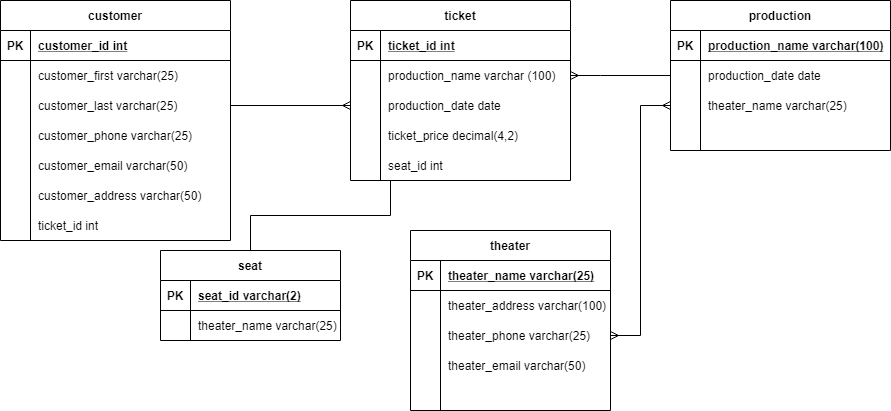 customer
PK customer_id int
customer_first varchar(25)
customer_last varchar(25)
customer_phone varchar(25)
customer_email varchar(50)
customer_address varchar(50)
ticket_id int
ticket
PK ticket_id int
production_name varchar (100)
production_date date
ticket_price decimal(4,2)
seat_id int
production
PK production_name varchar(100)
production_date date
theater_name varchar(25)
seat
PK seat_id varchar(2)
theater_name varchar(25)
theater
PK theater_name varchar(25)
theater_address varchar(100)
theater_phone varchar(25)
theater_email varchar(50)